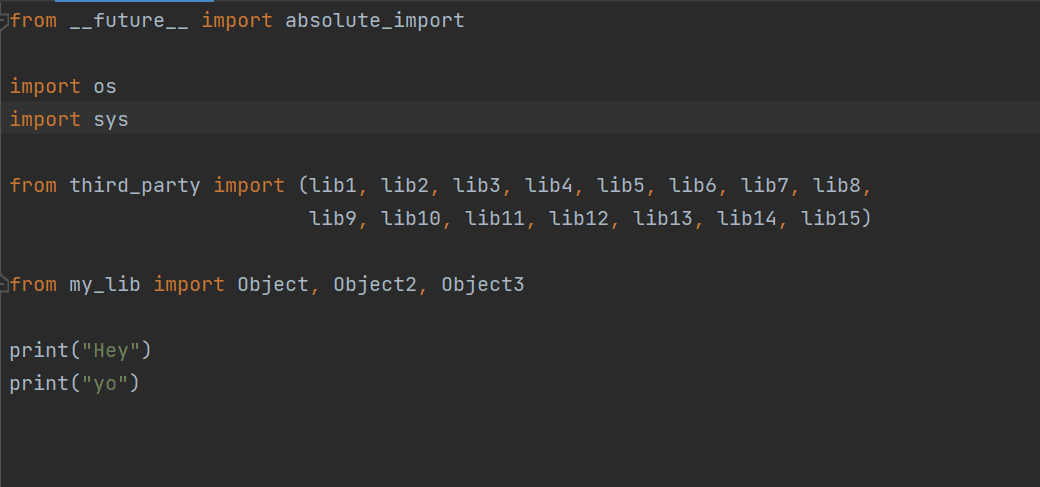 from __future__ import absolute_import
import os
import sys
from third_party import (lib1, lib2, lib3, lib4, lib5, lib6, lib7, lib8,
lib9, lib10, lib11, lib12, lib13, lib14, lib15)
from my_lib import Object, Object2, Object3
print("Hey")
print("yo")